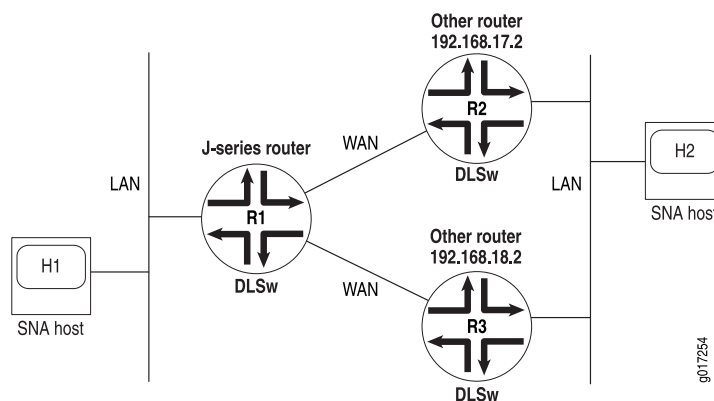 Other router
192.168.17.2
R2
DLSw
WAN
J-series router
R1
DLSw
LAN
H1
SNA host
WAN
Other router
192.168.18.2
R3
DLSw
LAN
H2
SNA host
g017254